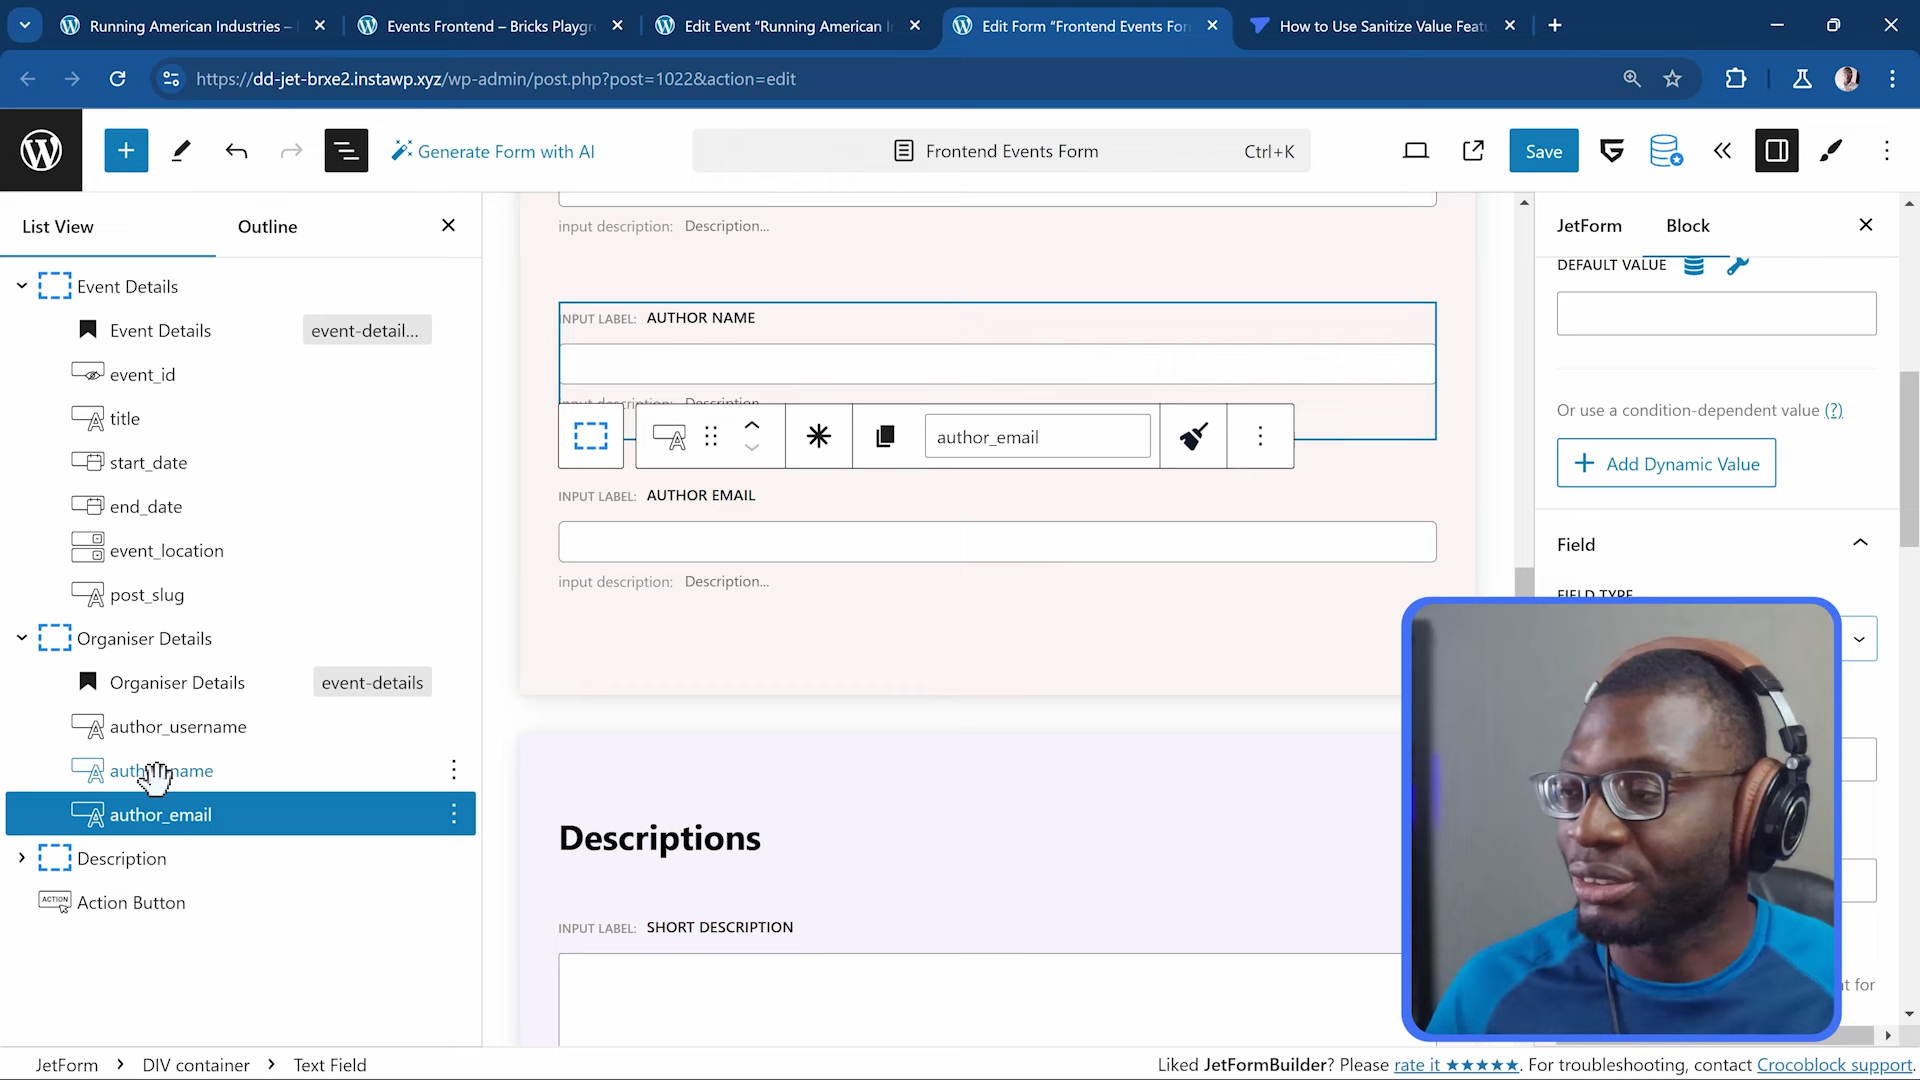 Running American Industries –
Events Frontend – Bricks Playgr
Edit Event "Running American I
Edit Form "Frontend Events For
How to Use Sanitize Value Feat
https://dd-jet-brxe2.instawp.xyz/wp-admin/post.php?post=1022&action=edit
Generate Form with AI
Frontend Events Form
Ctrl+K
Save
List View
Outline
Event Details
Event Details
event-detail...
event_id
title
start_date
end_date
event_location
post_slug
Organiser Details
Organiser Details
event-details
author_username
author_email
Description
ACTION
Action Button
input description: Description...
INPUT LABEL: AUTHOR NAME
author_email
INPUT LABEL: AUTHOR EMAIL
input description: Description...
Descriptions
INPUT LABEL: SHORT DESCRIPTION
JetForm
Block
DEFAULT VALUE
Or use a condition-dependent value (?)
Add Dynamic Value
Field
FIELD TYPE
t for
JetForm
DIV container
Text Field
Liked JetFormBuilder? Please rate it ★★★★★. For troubleshooting, contact Crocoblock support.